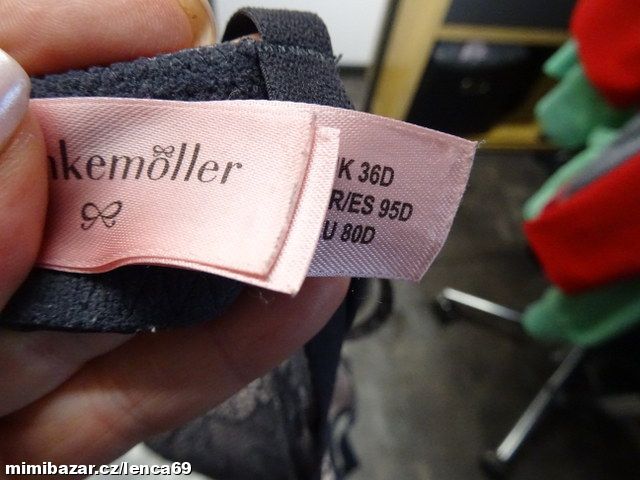 nkemöller
K 36D
R/ES 95D
U 80D
mimibazar.cz/lenca69